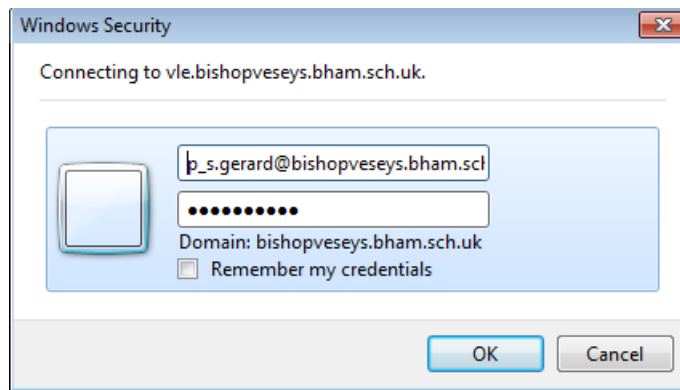 Windows Security
Connecting to vle.bishopveseys.bham.sch.uk.
p_s.gerard@bishopveseys.bham.sch
●●●●●●●●●●
Domain: bishopveseys.bham.sch.uk
Remember my credentials
OK Cancel